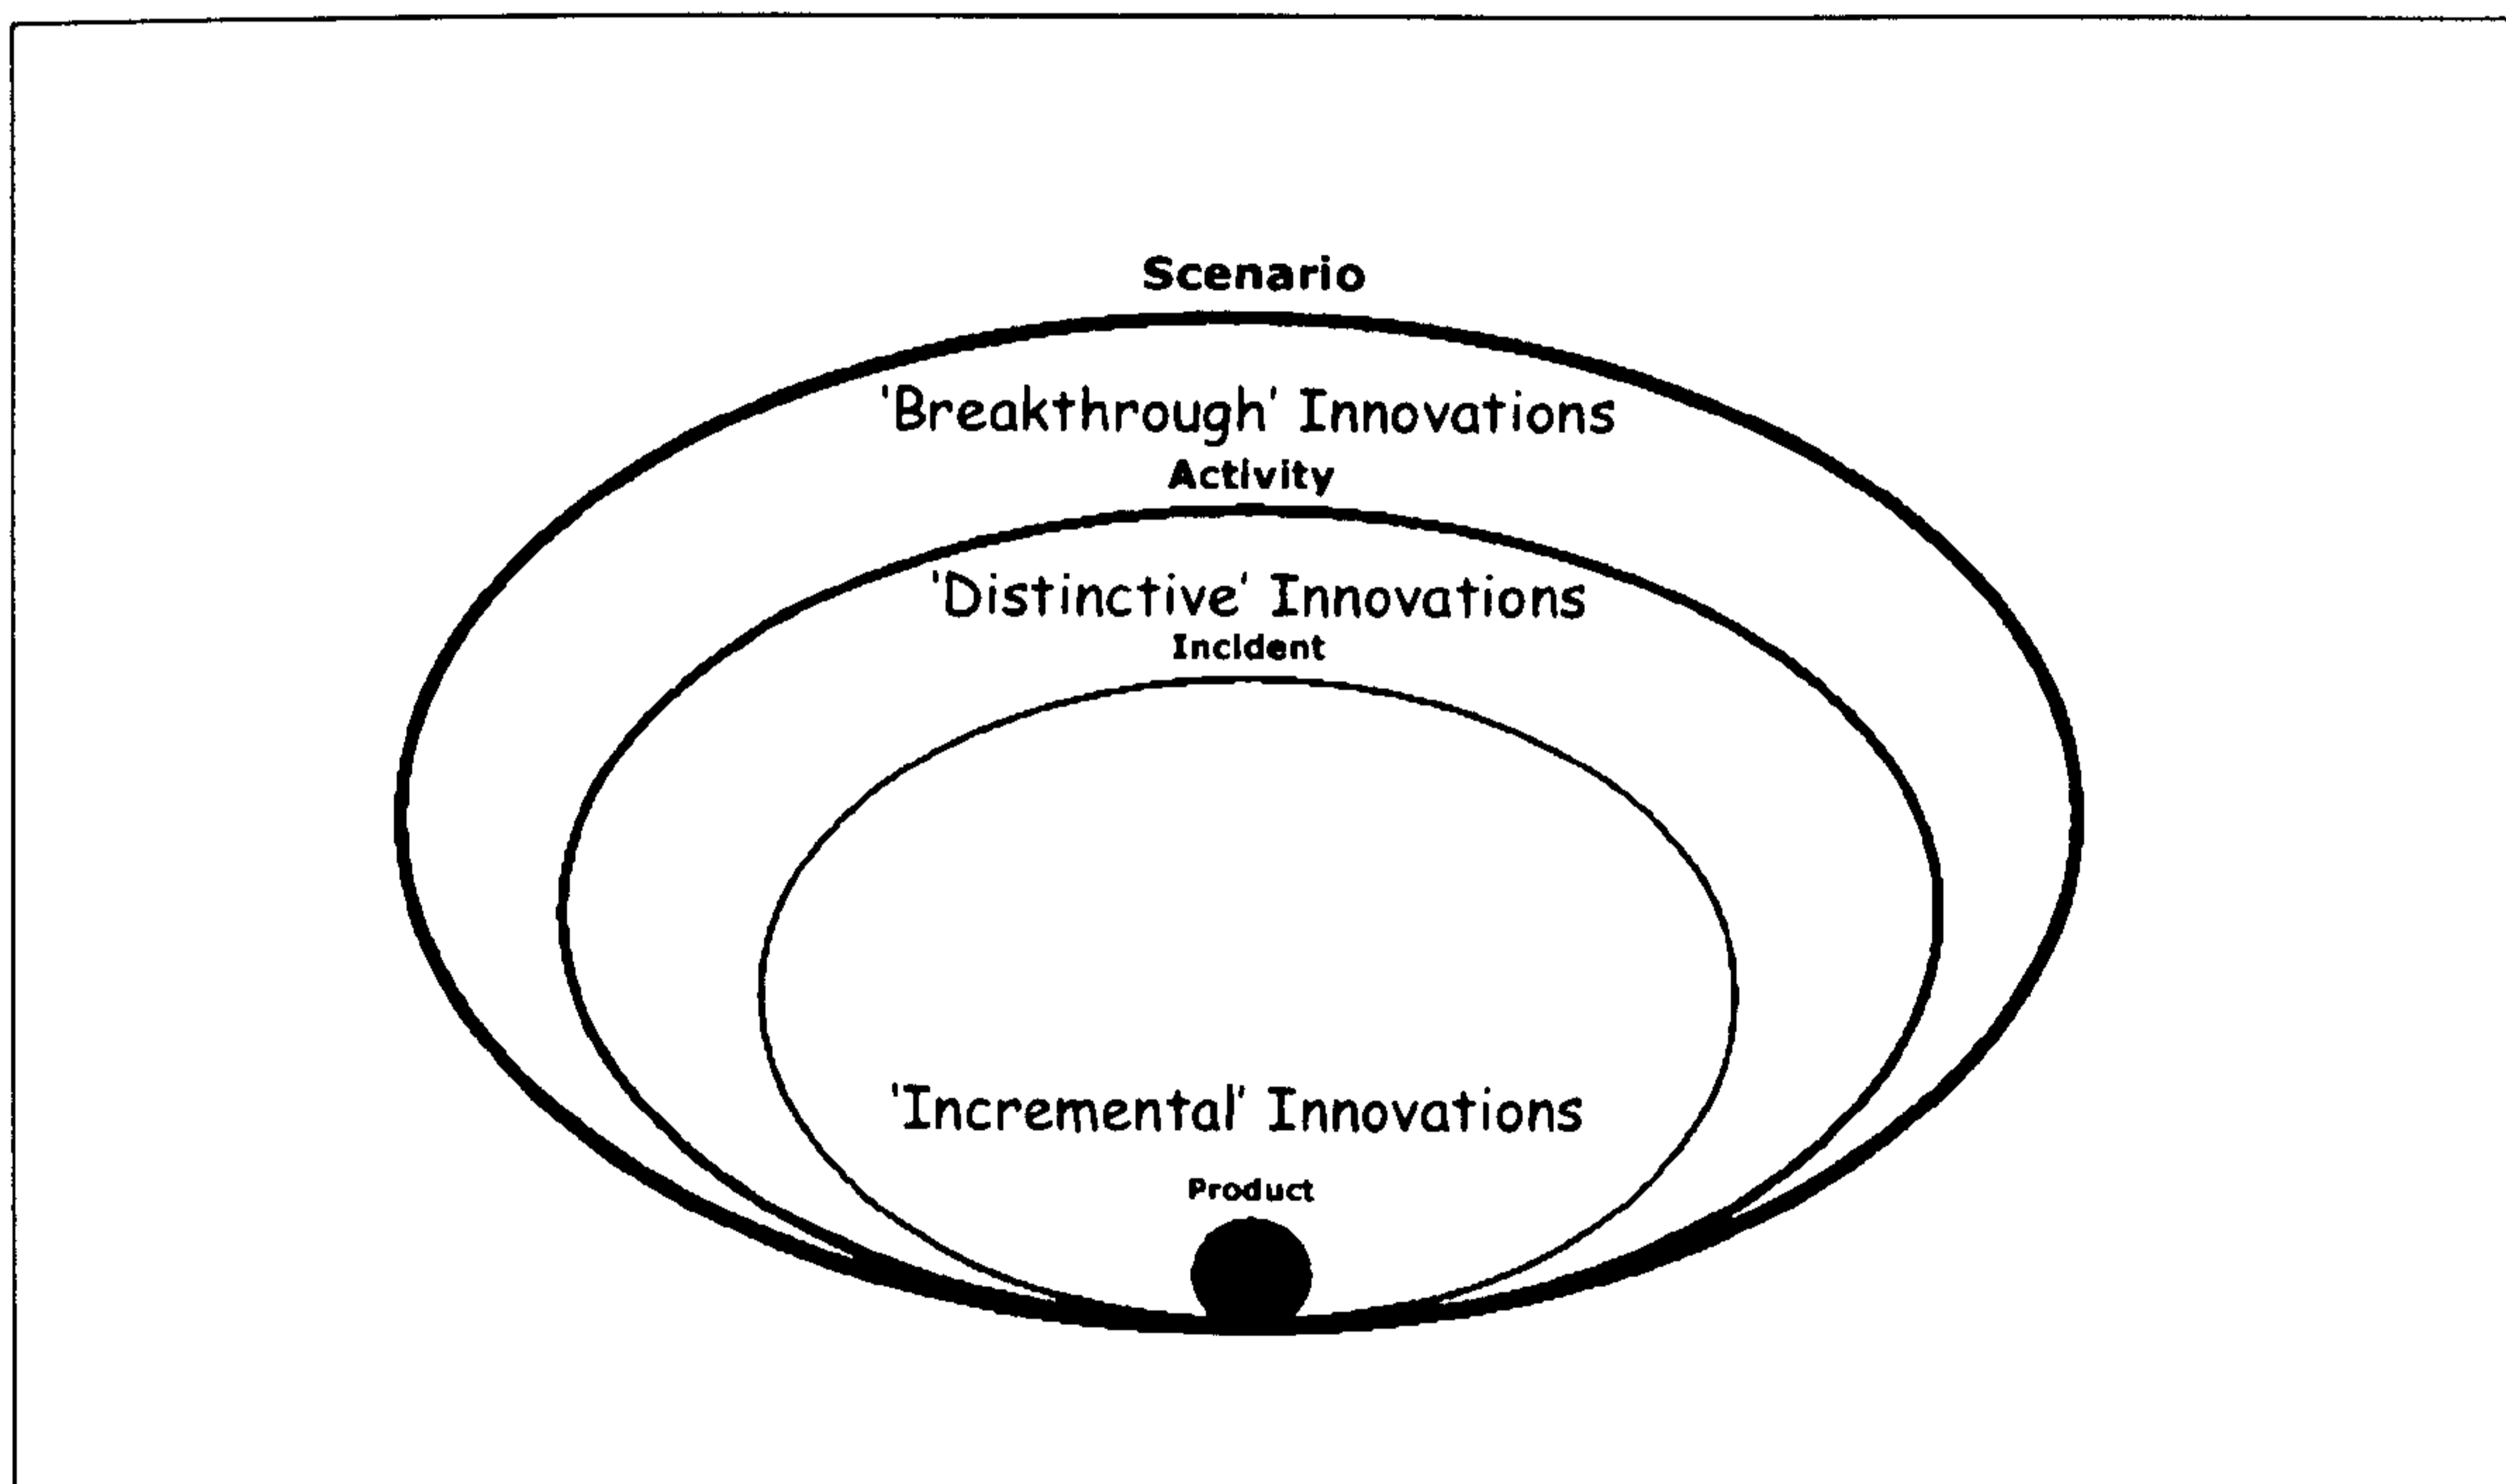 Scenario
'Breakthrough' Innovations
Activity
'Distinctive' Innovations
Incident
'Incremental' Innovations
Product